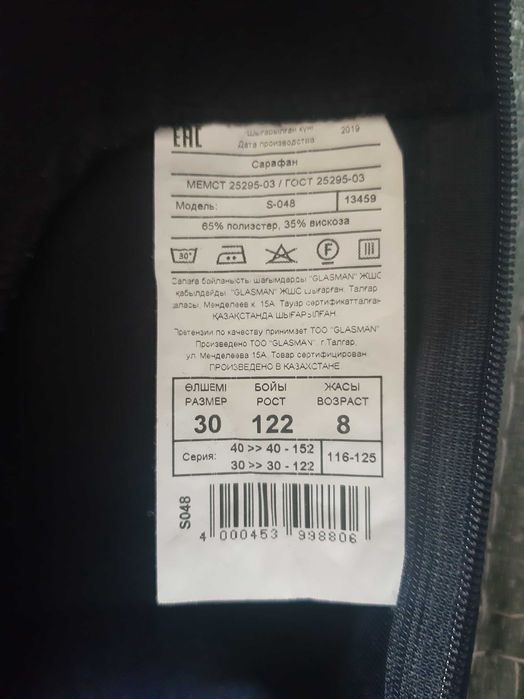 EAC Шығарылған күні 2019
Дата производства
Сарафан
МЕМСТ 25295-03 / ГОСТ 25295-03
Модель: S-048 13459
65% полиэстер, 35% вискоза
30° F
Сапаға байланысты шағымдарды "GLASMAN" ЖШС
қабылдайды. "GLASMAN" ЖШС шығарған. Талғар
қаласы. Менделеев к. 15А. Тауар сертификатталған
ҚАЗАҚСТАНДА ШЫҒАРЫЛҒАН.
Претензии по качеству принимает ТОО "GLASMAN"
Произведено ТОО "GLASMAN". г.Талгар,
ул. Менделеева 15А. Товар сертифицирован.
ПРОИЗВЕДЕНО В КАЗАХСТАНЕ
ӨЛШЕМІ БОЙЫ ЖАСЫ
РАЗМЕР РОСТ ВОЗРАСТ
30 122 8
Серия: 40 >> 40 - 152
30 >> 30 - 122
116-125
S048
4 000453 998806